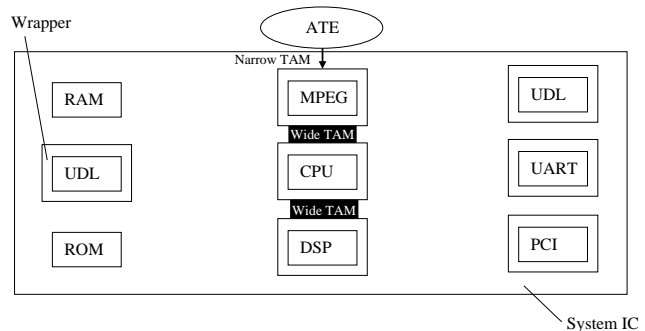 Wrapper
ATE
Narrow TAM
RAM
MPEG
UDL
Wide TAM
UDL
CPU
UART
Wide TAM
ROM
DSP
PCI
System IC